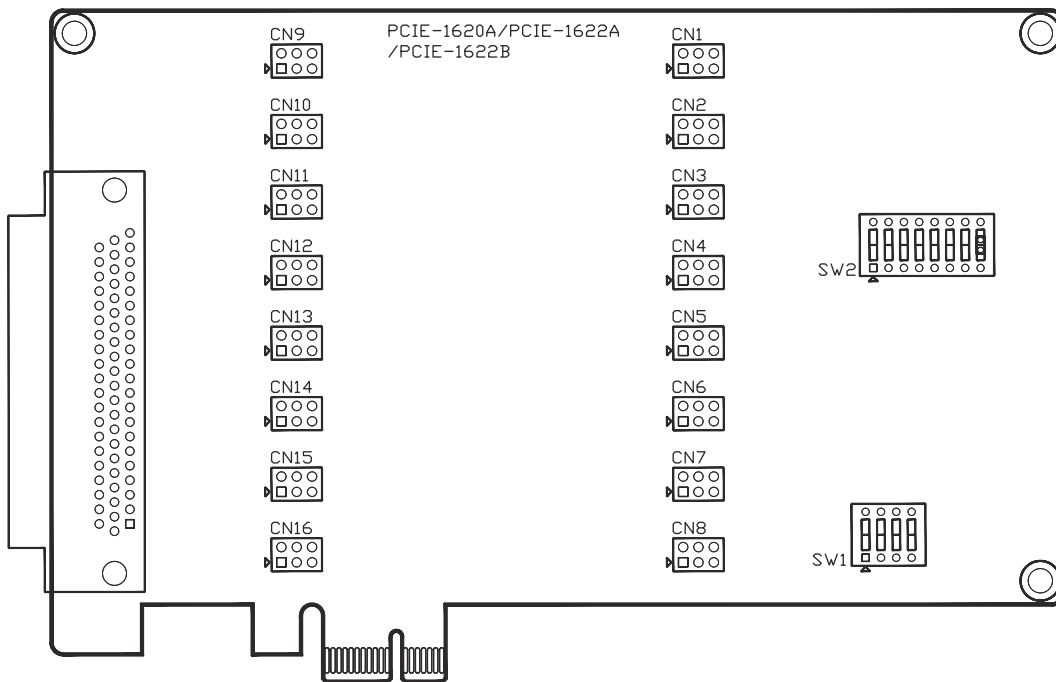 PCIE-1620A/PCIE-1622A
/PCIE-1622B
CN9
CN10
CN11
CN12
CN13
CN14
CN15
CN16
CN1
CN2
CN3
CN4
CN5
CN6
CN7
CN8
SW2
SW1